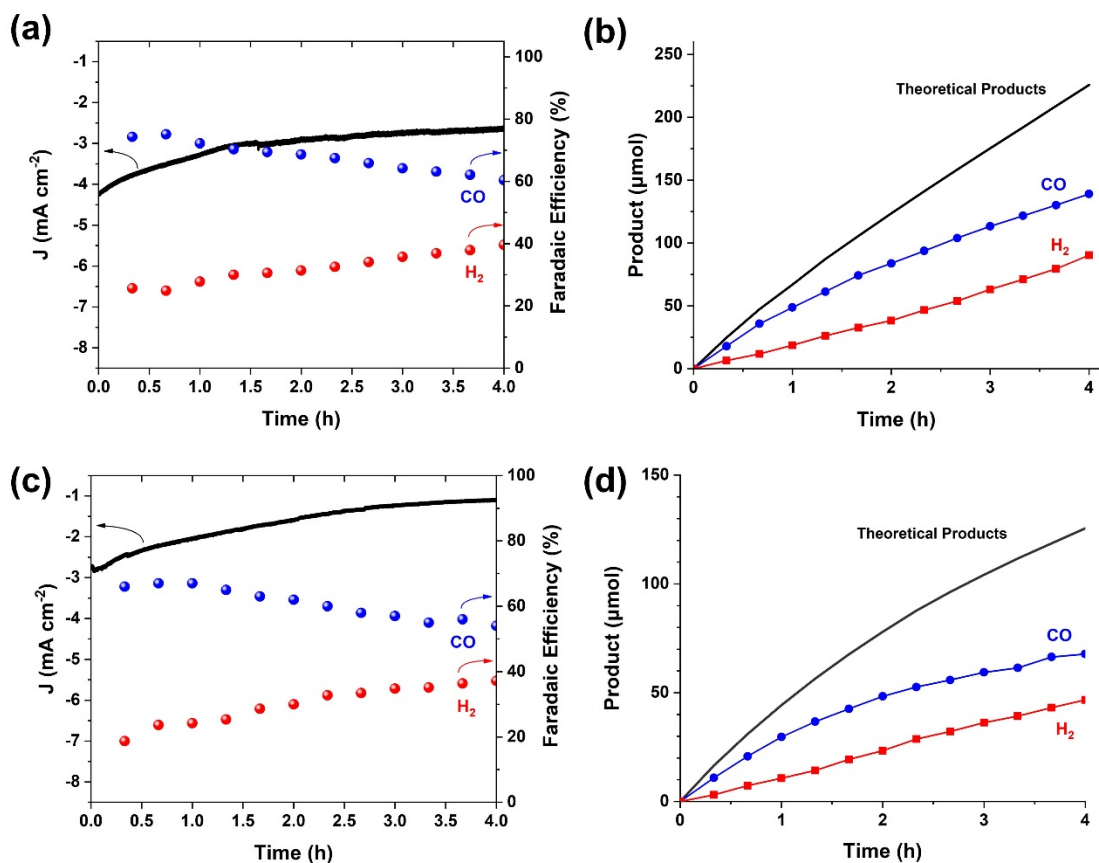 (a)
J (mA cm⁻²)
-1
-2
-3
-4
-5
-6
-7
-8
0.0 0.5 1.0 1.5 2.0 2.5 3.0 3.5 4.0
Time (h)
100
80
60
40
20
0
Faradaic Efficiency (%)
CO
H₂
(b)
Product (µmol)
250
225
200
175
150
125
100
75
50
25
0
0 1 2 3 4
Time (h)
Theoretical Products
CO
H₂
(c)
J (mA cm⁻²)
-1
-2
-3
-4
-5
-6
-7
-8
0.0 0.5 1.0 1.5 2.0 2.5 3.0 3.5 4.0
Time (h)
100
80
60
40
20
0
Faradaic Efficiency (%)
CO
H₂
(d)
Product (µmol)
150
100
50
0
0 1 2 3 4
Time (h)
Theoretical Products
CO
H₂